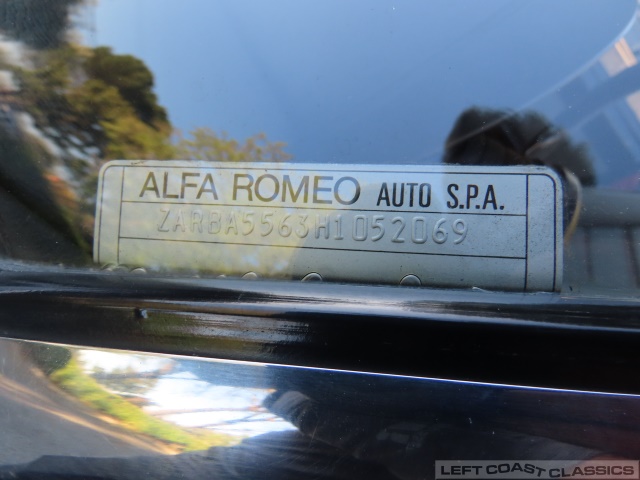 ALFA ROMEO AUTO S.P.A.
ZARBA5563H1052069
LEFT COAST CLASSICS